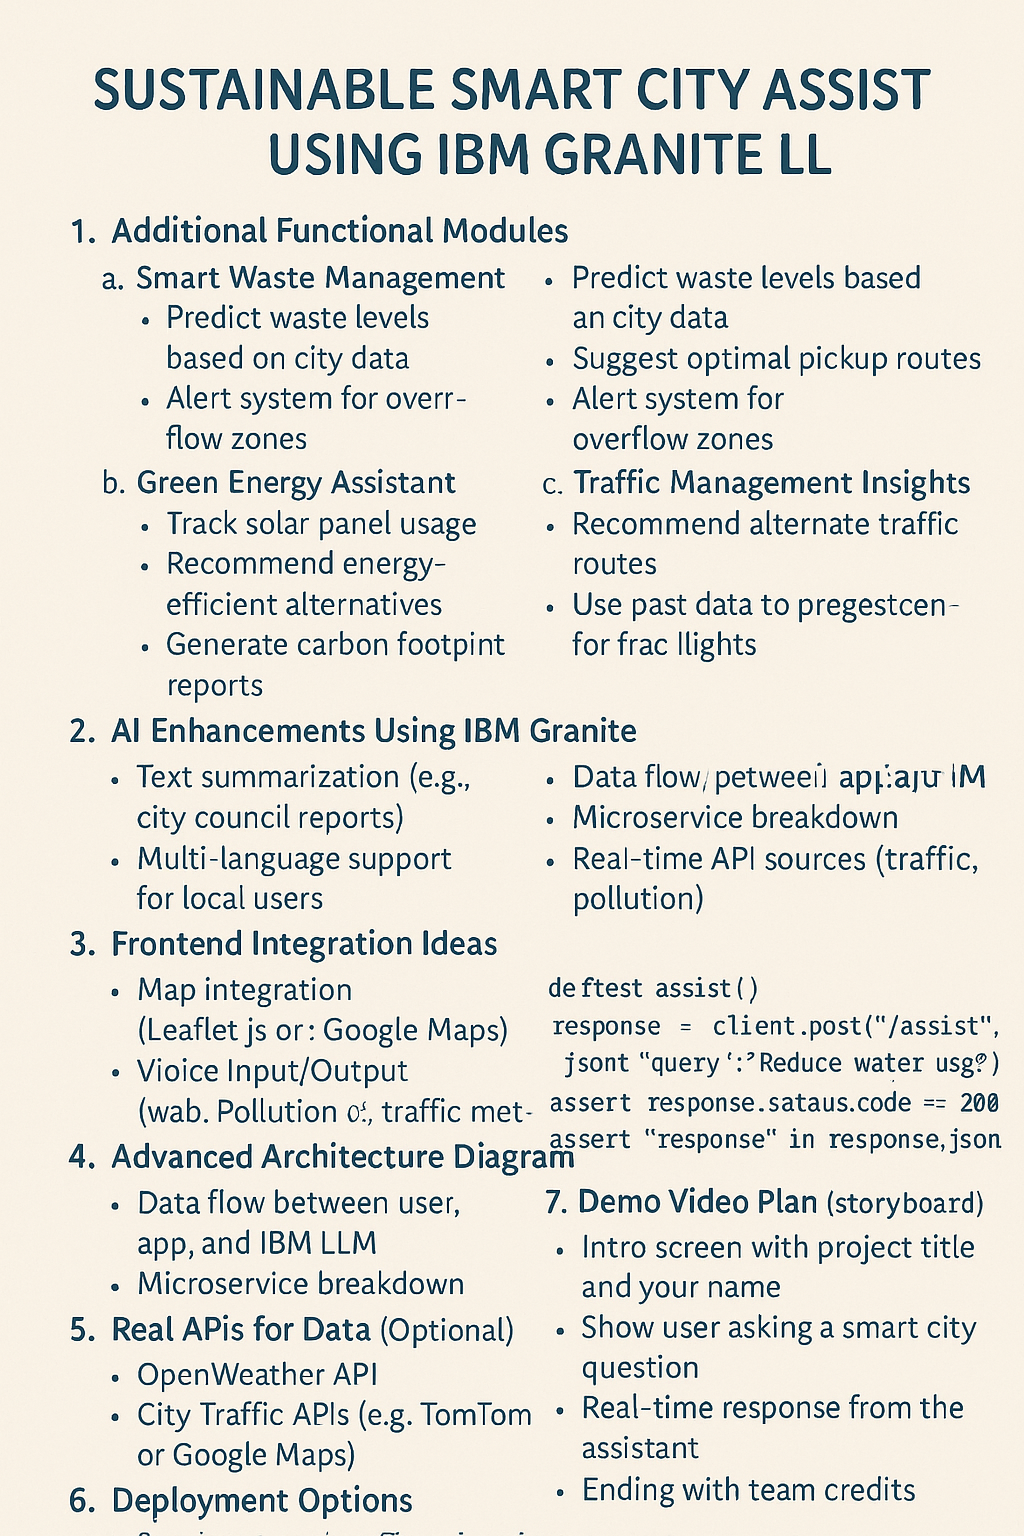 SUSTAINABLE SMART CITY ASSIST
USING IBM GRANITE LL
1. Additional Functional Modules
a. Smart Waste Management
• Predict waste levels
based on city data
• Alert system for overr-
flow zones
• Predict waste levels based
an city data
• Suggest optimal pickup routes
• Alert system for
overflow zones
b. Green Energy Assistant
• Track solar panel usage
• Recommend energy-
efficient alternatives
• Generate carbon footpint
reports
c. Traffic Management Insights
• Recommend alternate traffic
routes
• Use past data to pregestcen-
for frac llights
2. AI Enhancements Using IBM Granite
• Text summarization (e.g.,
city council reports)
• Multi-language support
for local users
• Data flow
• Microservice breakdown
• Real-time API sources (traffic,
pollution)
3. Frontend Integration Ideas
• Map integration
(Leaflet js or: Google Maps)
• Vioice Input/Output
(wab. Pollution traffic met-
deftest assist()
response = client.post("/assist",
jsont "query ':' Reduce water usg?)
assert response.sataus.code == 200
assert "response" in response,json
4. Advanced Architecture Diagram
• Data flow between user,
app, and IBM LLM
• Microservice breakdown
5. Real APis for Data (Optional)
• OpenWeather API
• City Traffic APIs (e.g. TomTom
or Google Maps)
6. Deployment Options
7. Demo Video Plan (storyboard)
• Intro screen with project title
and your name
• Show user asking a smart city
question
• Real-time response from the
assistant
• Ending with team credits